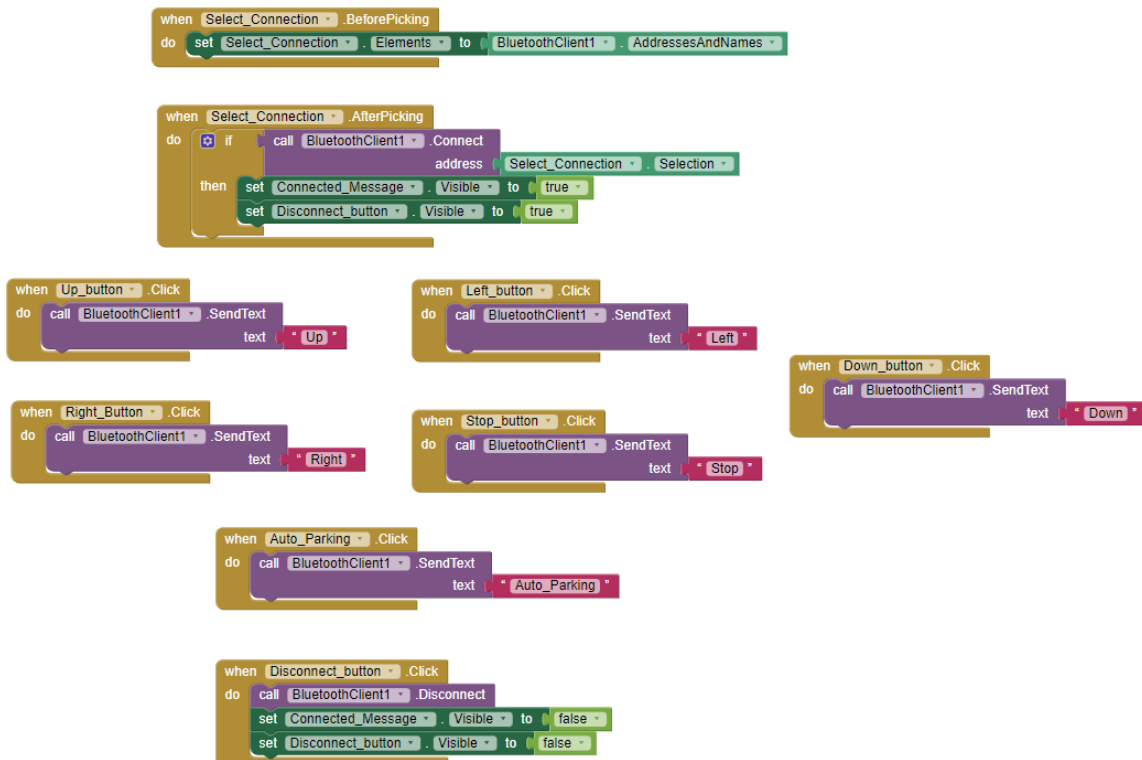 when Select_Connection .BeforePicking
do set Select_Connection . Elements to BluetoothClient1 . AddressesAndNames
when Select_Connection .AfterPicking
do if call BluetoothClient1 .Connect
address Select_Connection . Selection
then set Connected_Message . Visible to true
set Disconnect_button . Visible to true
when Up_button .Click
do call BluetoothClient1 .SendText
text " Up "
when Left_button .Click
do call BluetoothClient1 .SendText
text " Left "
when Down_button .Click
do call BluetoothClient1 .SendText
text " Down "
when Right_Button .Click
do call BluetoothClient1 .SendText
text " Right "
when Stop_button .Click
do call BluetoothClient1 .SendText
text " Stop "
when Auto_Parking .Click
do call BluetoothClient1 .SendText
text " Auto_Parking "
when Disconnect_button .Click
do call BluetoothClient1 .Disconnect
set Connected_Message . Visible to false
set Disconnect_button . Visible to false